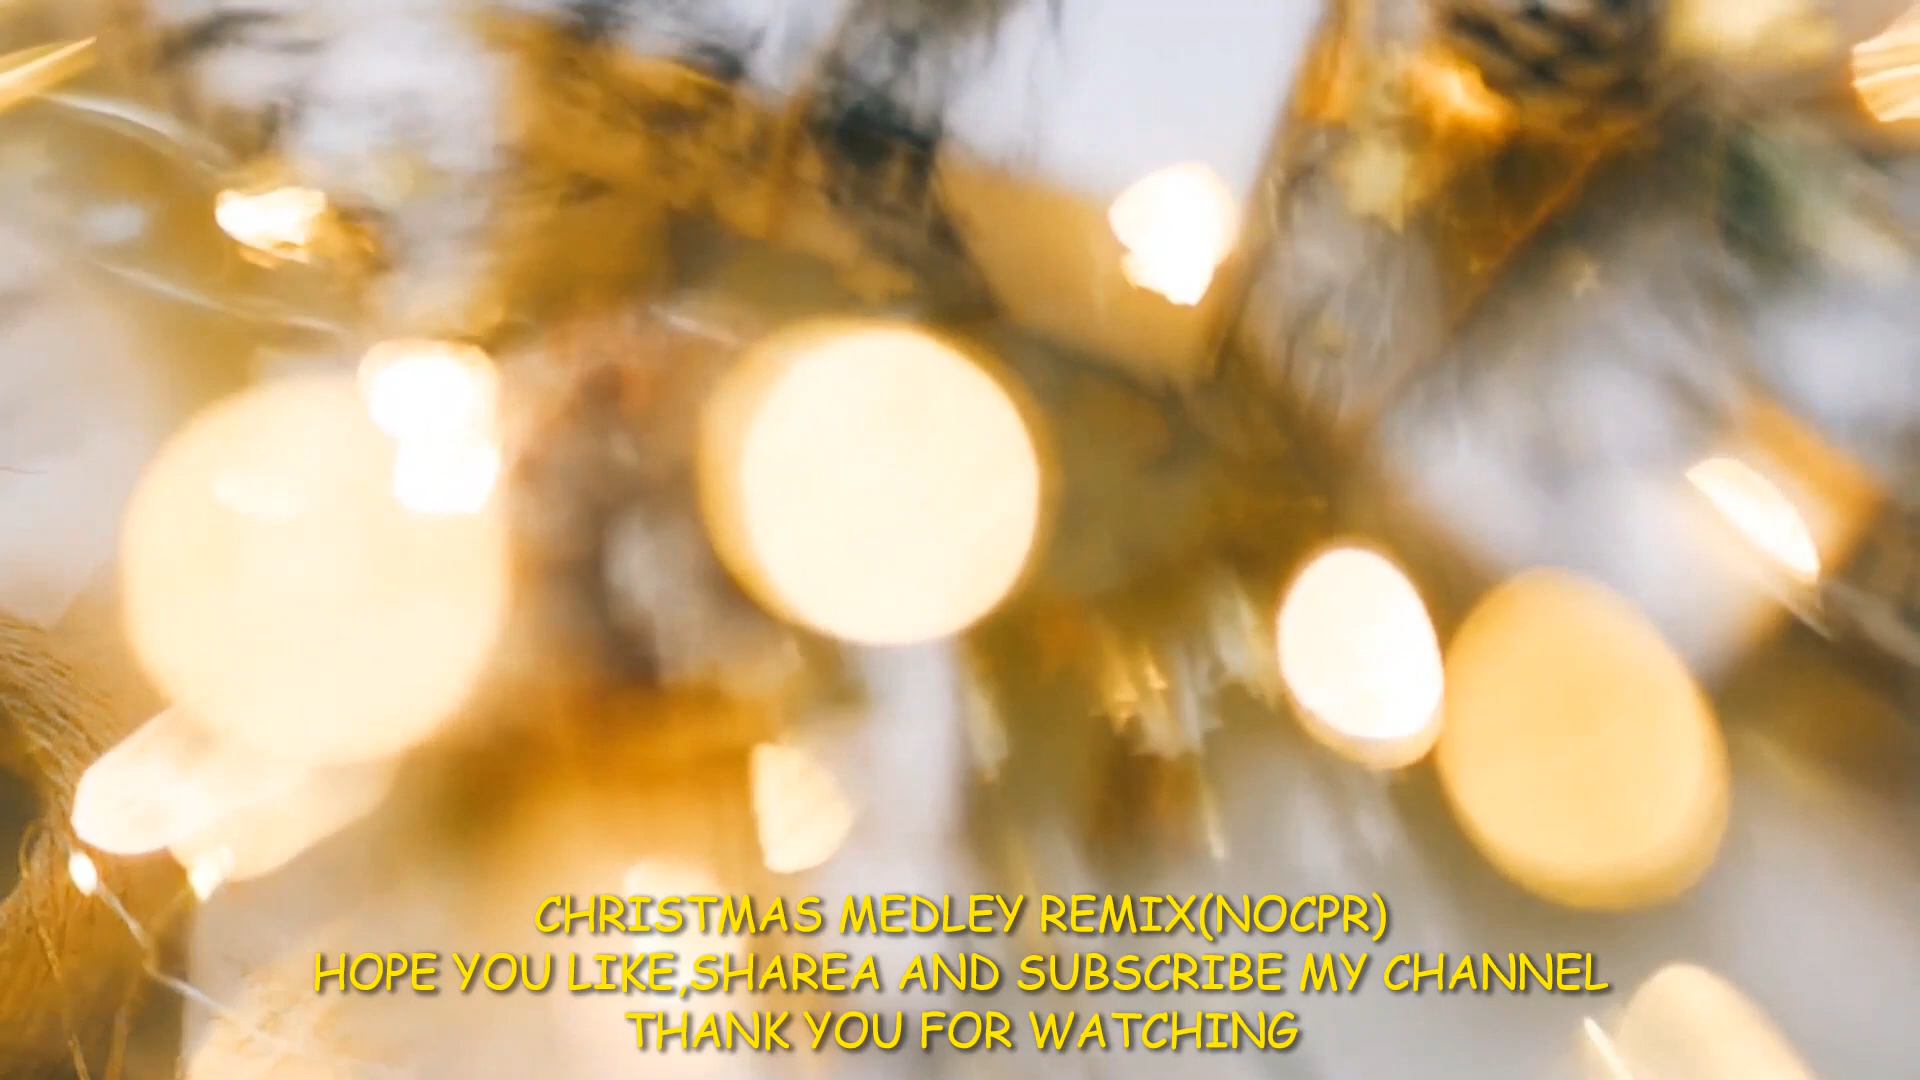 CHRISTMAS MEDLEY REMIX(NOCPR)
HOPE YOU LIKE,SHAREA AND SUBSCRIBE MY CHANNEL
THANK YOU FOR WATCHING